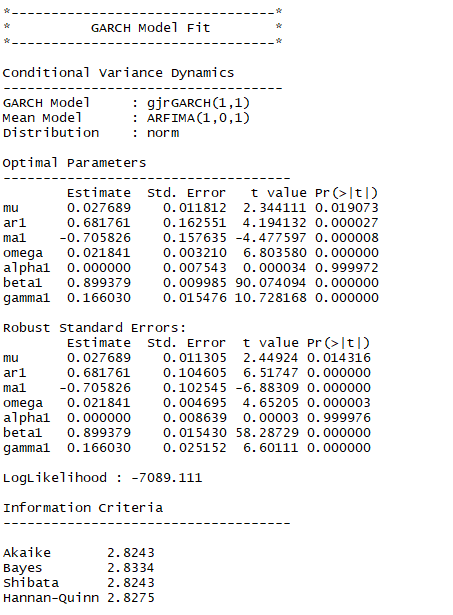 *---------------------------------*
*          GARCH Model Fit        *
*---------------------------------*
Conditional Variance Dynamics
-----------------------------------
GARCH Model     : gjrGARCH(1,1)
Mean Model      : ARFIMA(1,0,1)
Distribution    : norm
Optimal Parameters
------------------------------------
        Estimate  Std. Error   t value Pr(>|t|)
mu      0.027689    0.011812  2.344111 0.019073
ar1     0.681761    0.162551  4.194132 0.000027
ma1    -0.705826    0.157635 -4.477597 0.000008
omega   0.021841    0.003210  6.803580 0.000000
alpha1  0.000000    0.007543  0.000034 0.999972
beta1   0.899379    0.009985 90.074094 0.000000
gamma1  0.166030    0.015476 10.728168 0.000000
Robust Standard Errors:
        Estimate  Std. Error  t value Pr(>|t|)
mu      0.027689    0.011305  2.44924 0.014316
ar1     0.681761    0.104605  6.51747 0.000000
ma1    -0.705826    0.102545 -6.88309 0.000000
omega   0.021841    0.004695  4.65205 0.000003
alpha1  0.000000    0.008639  0.00003 0.999976
beta1   0.899379    0.015430 58.28729 0.000000
gamma1  0.166030    0.025152  6.60111 0.000000
LogLikelihood : -7089.111
Information Criteria
------------------------------------
Akaike       2.8243
Bayes        2.8334
Shibata      2.8243
Hannan-Quinn 2.8275